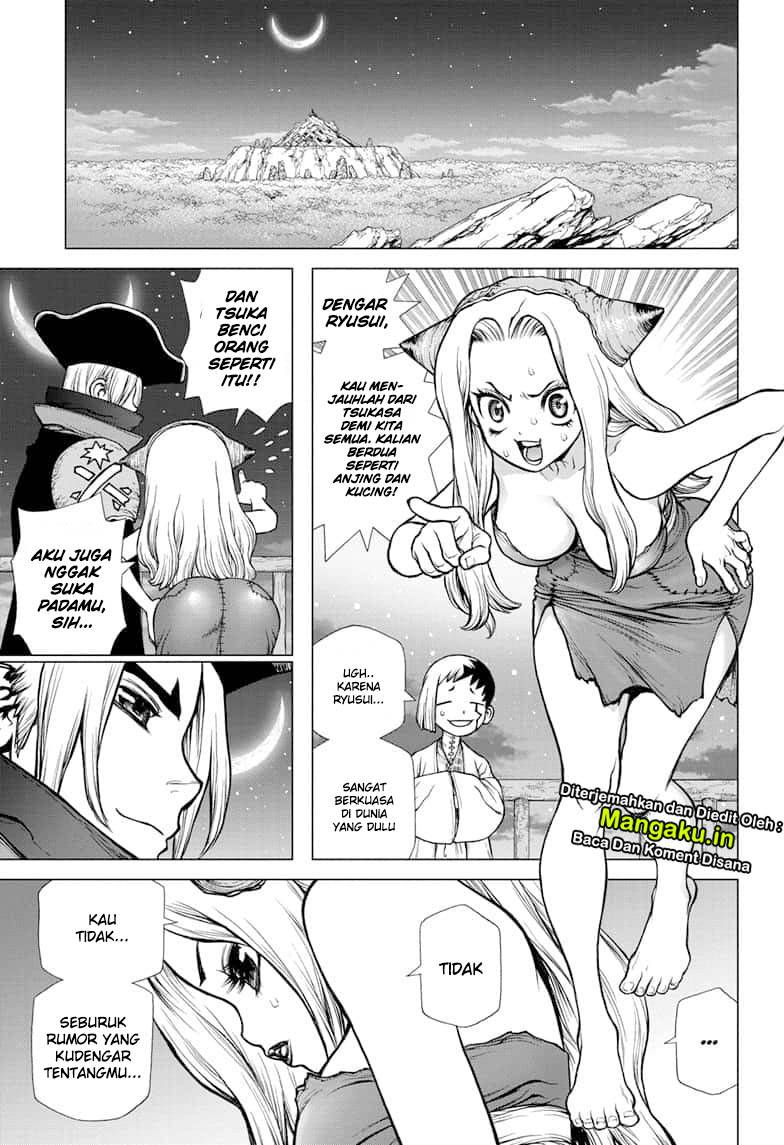 DENGAR
RYUSUI,
KAU MEN-
JAUHLAH DARI
TSUKASA
DEMI KITA
SEMUA. KALIAN
BERDUA
SEPERTI
ANJING DAN
KUCING!
UGH..
KARENA
RYUSUI...
SANGAT
BERKUASA
DI DUNIA
YANG DULU
DAN
TSUKA
BENCI
ORANG
SEPERTI
ITU!!
AKU JUGA
NGGAK
SUKA
PADAMU,
SIH...
Diterjemahkan dan Diedit Oleh :
Mangaku.in
Baca Dan Koment Disana
...
TIDAK
KAU
TIDAK...
SEBURUK
RUMOR YANG
KUDENGAR
TENTANGMU...